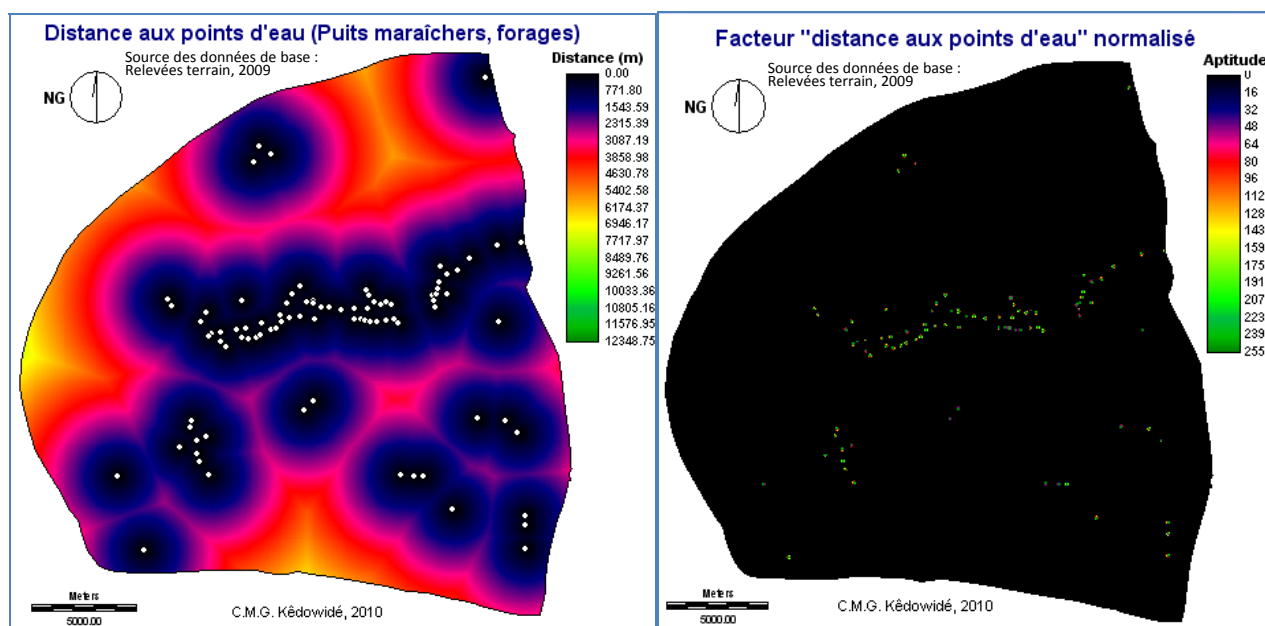 Distance aux points d'eau (Puits maraîchers, forages)
Source des données de base :
Relevées terrain, 2009
NG
Distance (m)
0.00
771.80
1543.59
2315.39
3087.19
3858.98
4630.78
5402.58
6174.37
6946.17
7717.97
8489.76
9261.56
10033.36
10805.16
11576.95
12348.75
Meters
5000.00
C.M.G. Kêdowidé, 2010
Facteur "distance aux points d'eau" normalisé
Source des données de base :
Relevées terrain, 2009
NG
Aptitude
0
16
32
48
64
80
96
112
128
143
159
175
191
207
223
239
255
Meters
5000.00
C.M.G. Kêdowidé, 2010